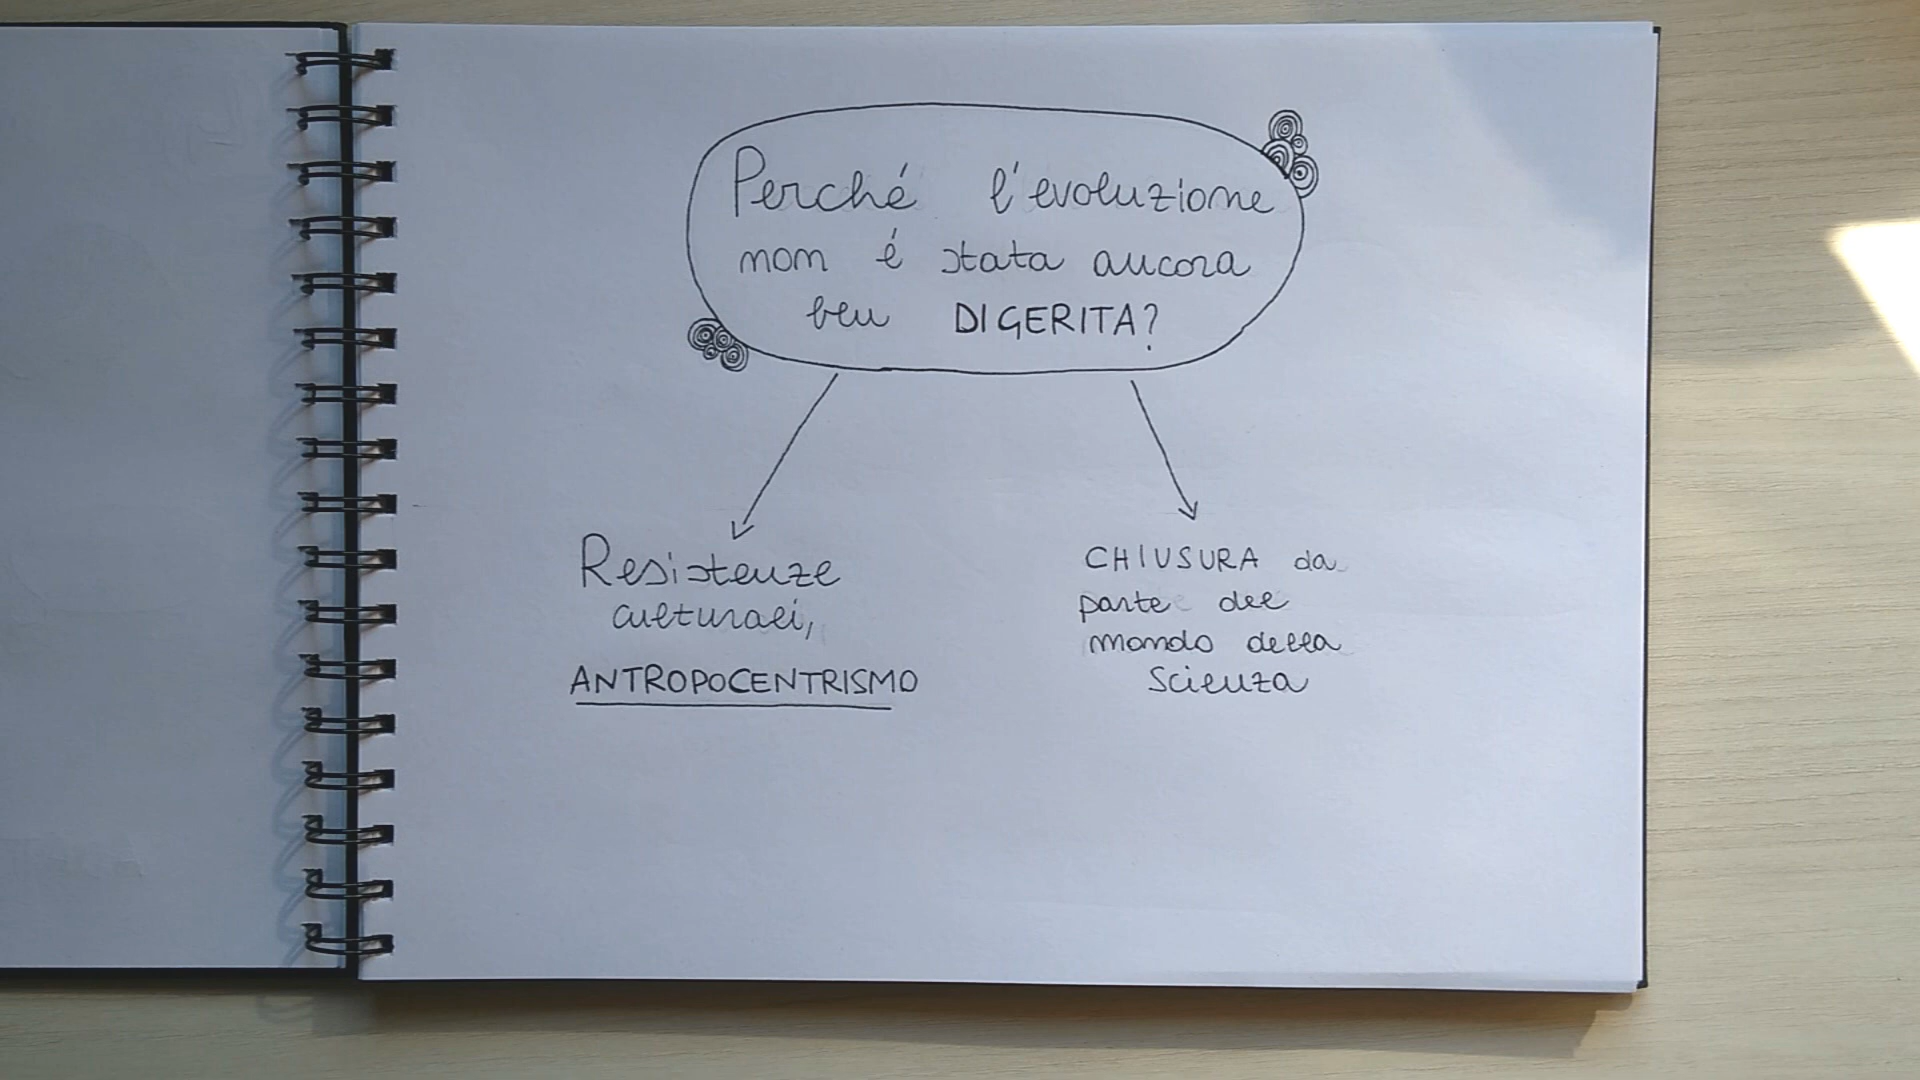 Perché l'evoluzione
non é stata ancora
ben DIGERITA?
Resistenze
culturali,
ANTROPOCENTRISMO
CHIUSURA da
parte del
mondo della
Scienza